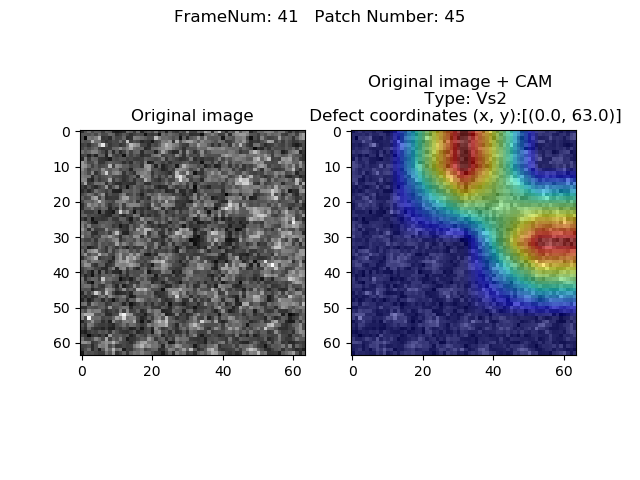 FrameNum: 41   Patch Number: 45
Original image
0
10
20
30
40
50
60
0 20 40 60
Original image + CAM
Type: Vs2
Defect coordinates (x, y):[(0.0, 63.0)]
0
10
20
30
40
50
60
0 20 40 60